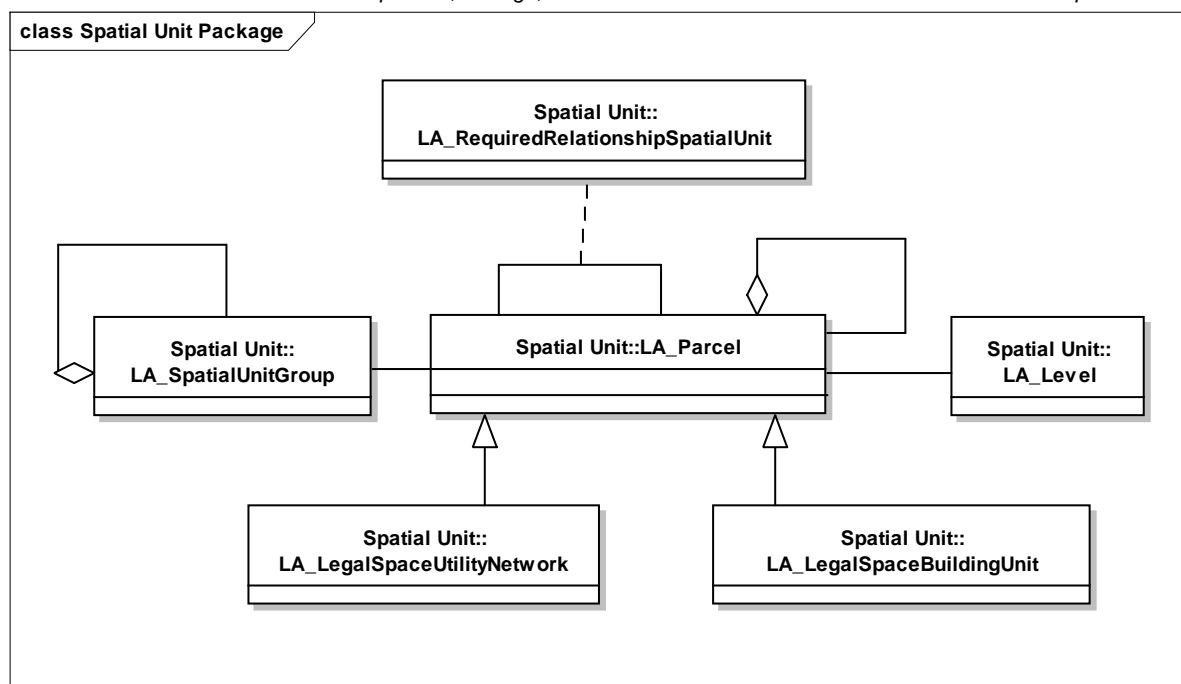 class Spatial Unit Package
Spatial Unit::
LA_RequiredRelationshipSpatialUnit
Spatial Unit::
LA_SpatialUnitGroup
Spatial Unit::LA_Parcel
Spatial Unit::
LA_Level
Spatial Unit::
LA_LegalSpaceUtilityNetwork
Spatial Unit::
LA_LegalSpaceBuildingUnit